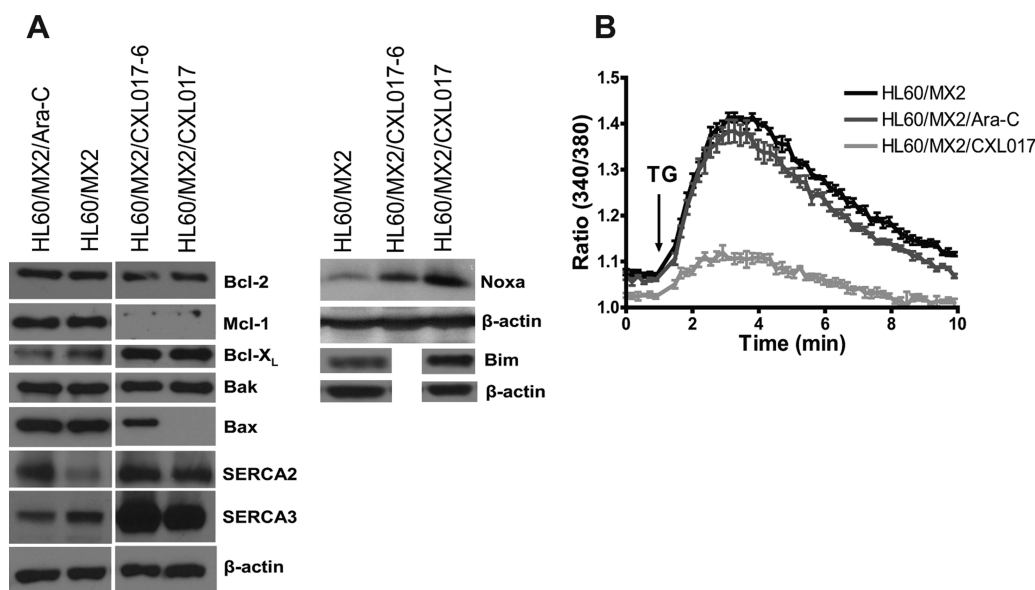 A
HL60/MX2/Ara-C
HL60/MX2
HL60/MX2/CXL017-6
HL60/MX2/CXL017
Bcl-2
Mcl-1
Bcl-XL
Bak
Bax
SERCA2
SERCA3
β-actin
HL60/MX2
HL60/MX2/CXL017-6
HL60/MX2/CXL017
Noxa
β-actin
Bim
β-actin
B
HL60/MX2
HL60/MX2/Ara-C
HL60/MX2/CXL017
TG
Ratio (340/380)
1.5
1.4
1.3
1.2
1.1
1.0
0 2 4 6 8 10
Time (min)